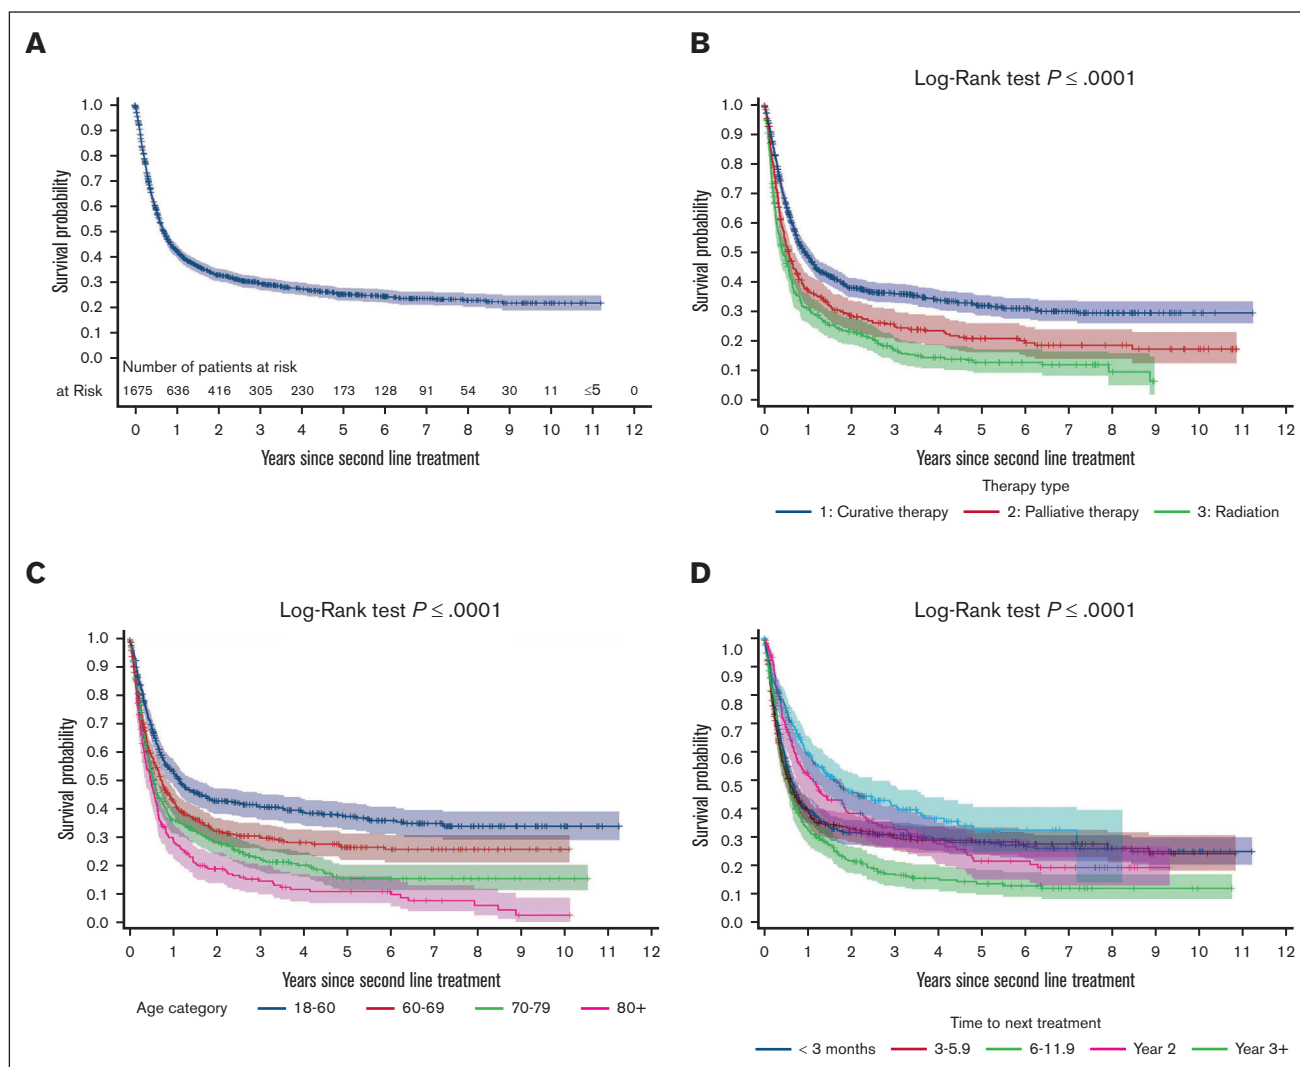 A
1.0
0.9
0.8
0.7
0.6
0.5
0.4
0.3
0.2
0.1
0.0
Survival probability
Number of patients at risk
at Risk 1675 636 416 305 230 173 128 91 54 30 11 ≤5 0
0 1 2 3 4 5 6 7 8 9 10 11 12
Years since second line treatment
B
Log-Rank test P ≤ .0001
1.0
0.9
0.8
0.7
0.6
0.5
0.4
0.3
0.2
0.1
0.0
Survival probability
0 1 2 3 4 5 6 7 8 9 10 11 12
Years since second line treatment
Therapy type
1: Curative therapy 2: Palliative therapy 3: Radiation
C
Log-Rank test P ≤ .0001
1.0
0.9
0.8
0.7
0.6
0.5
0.4
0.3
0.2
0.1
0.0
Survival probability
0 1 2 3 4 5 6 7 8 9 10 11 12
Years since second line treatment
Age category 18-60 60-69 70-79 80+
D
Log-Rank test P ≤ .0001
1.0
0.9
0.8
0.7
0.6
0.5
0.4
0.3
0.2
0.1
0.0
Survival probability
0 1 2 3 4 5 6 7 8 9 10 11 12
Years since second line treatment
Time to next treatment
< 3 months 3-5.9 6-11.9 Year 2 Year 3+